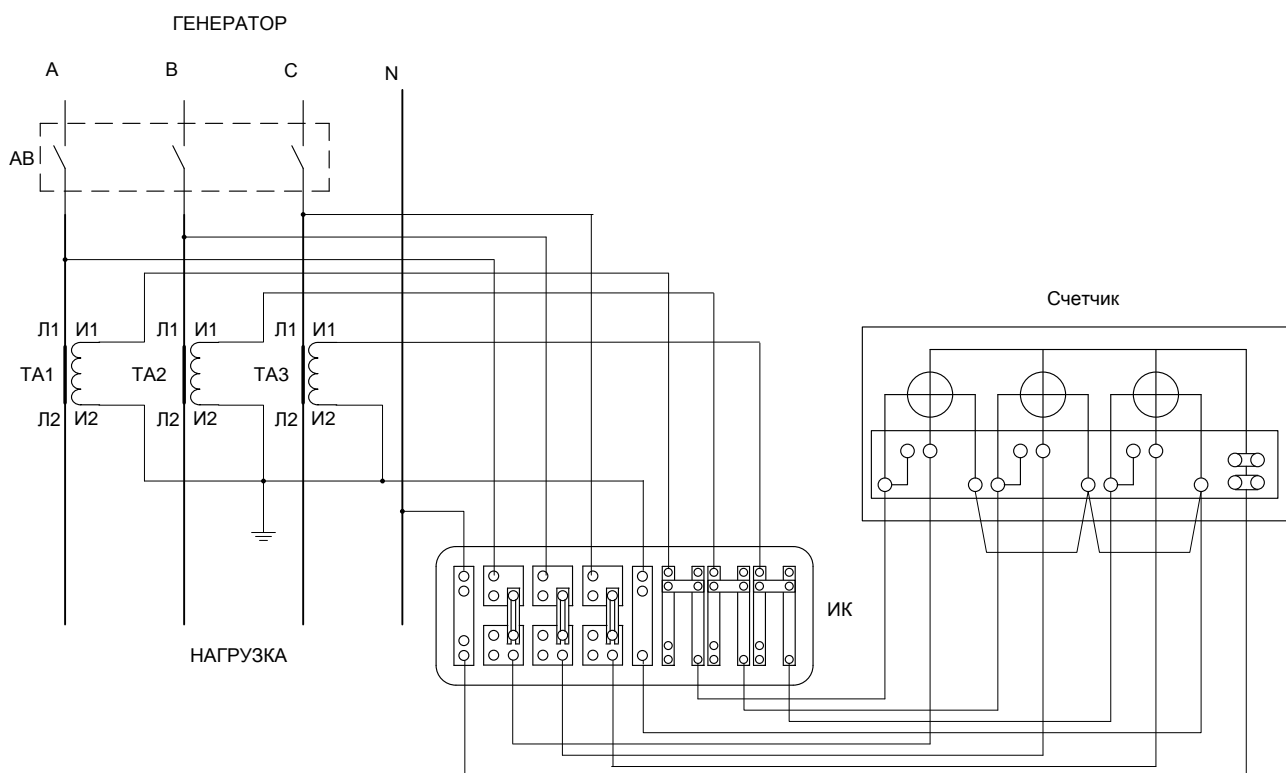 ГЕНЕРАТОР
A B C N
АВ
Счетчик
Л1 И1 Л1 И1 Л1 И1
ТА1 ТА2 ТА3
Л2 И2 Л2 И2 Л2 И2
ИК
НАГРУЗКА